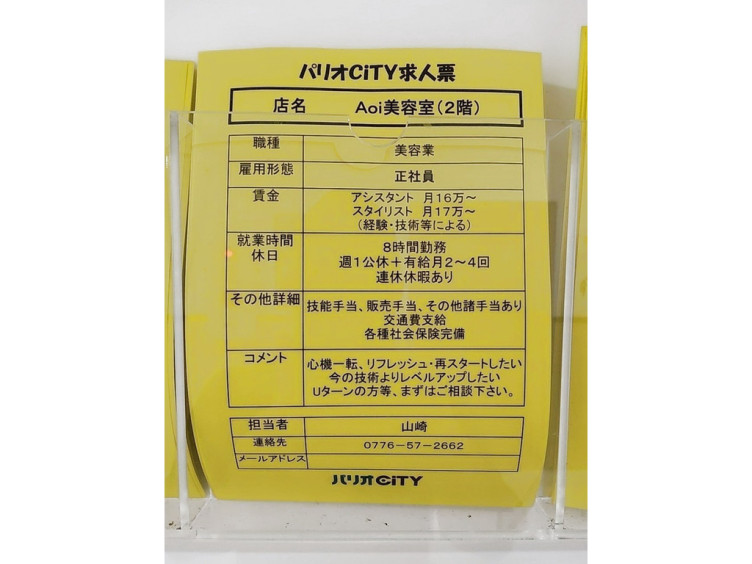 パリオCiTY求人票
店名 Aoi美容室(2階)
職種 美容業
雇用形態 正社員
賃金 アシスタント 月16万～
スタイリスト 月17万～
(経験・技術等による)
就業時間 8時間勤務
休日 週1公休＋有給月2～4回
連休休暇あり
その他詳細 技能手当、販売手当、その他諸手当あり
交通費支給
各種社会保険完備
コメント 心機一転、リフレッシュ・再スタートしたい
今の技術よりレベルアップしたい
Uターンの方等、まずはご相談下さい。
担当者 山崎
連絡先 0776-57-2662
メールアドレス
パリオCiTY